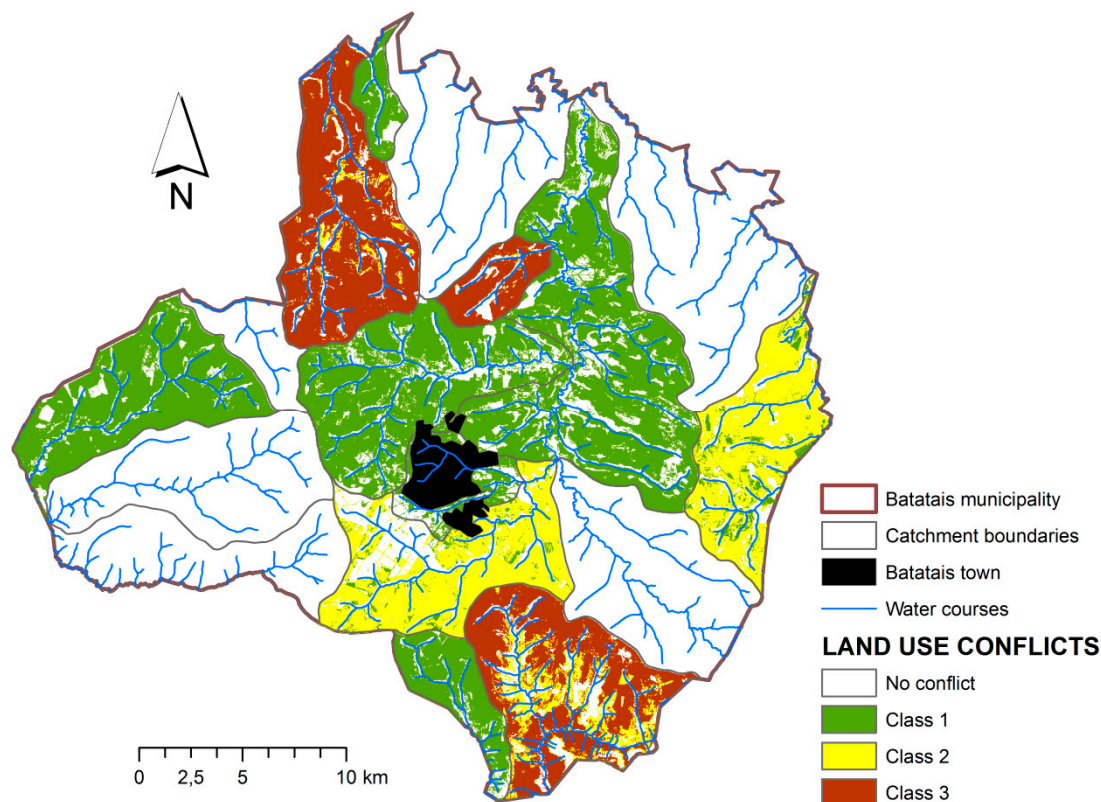 N
Batatais municipality
Catchment boundaries
Batatais town
Water courses
LAND USE CONFLICTS
No conflict
Class 1
Class 2
Class 3
0 2,5 5 10 km